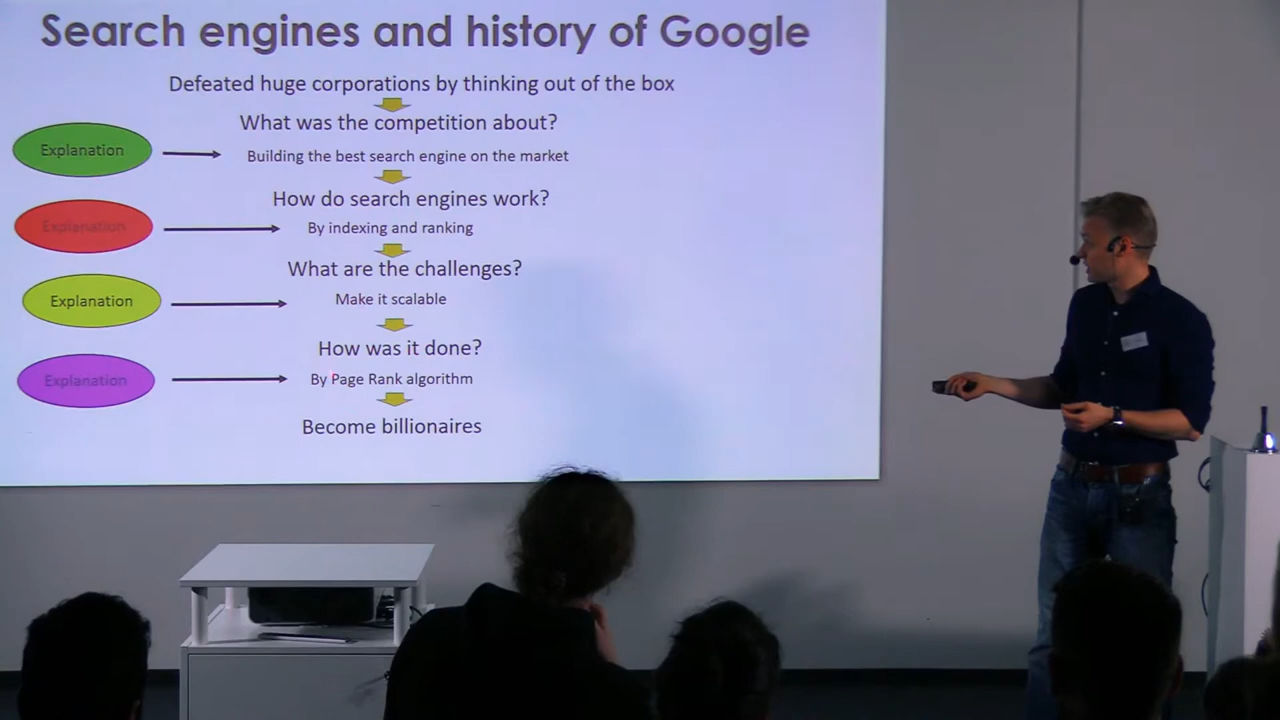 Search engines and history of Google
Defeated huge corporations by thinking out of the box
What was the competition about?
Explanation
Building the best search engine on the market
How do search engines work?
Explanation
By indexing and ranking
What are the challenges?
Explanation
Make it scalable
How was it done?
Explanation
By Page Rank algorithm
Become billionaires